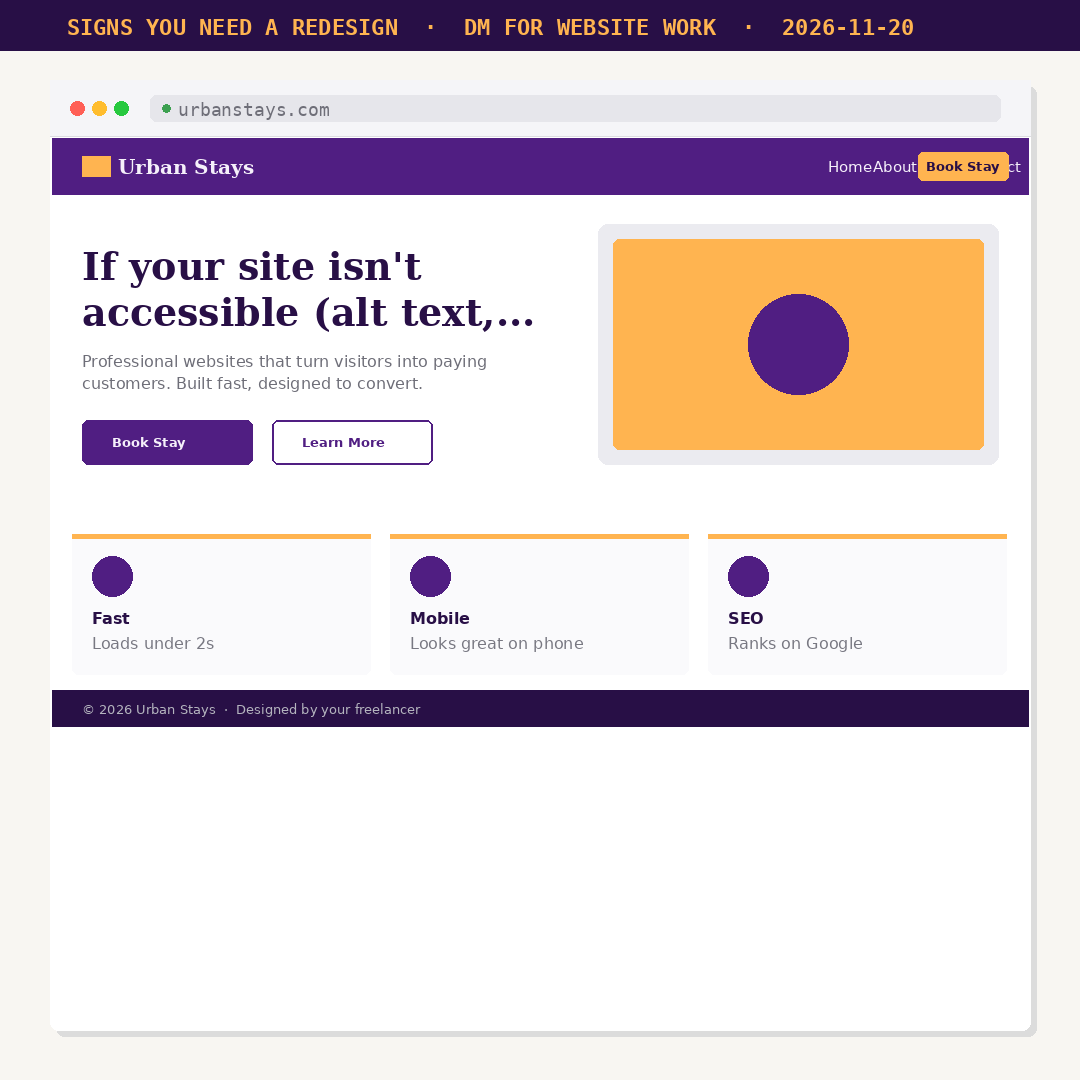 SIGNS YOU NEED A REDESIGN · DM FOR WEBSITE WORK · 2026-11-20
urbanstays.com
Urban Stays
Home About Book Stay ct
If your site isn't
accessible (alt text,...
Professional websites that turn visitors into paying
customers. Built fast, designed to convert.
Book Stay Learn More
Fast Mobile SEO
Loads under 2s Looks great on phone Ranks on Google
© 2026 Urban Stays · Designed by your freelancer